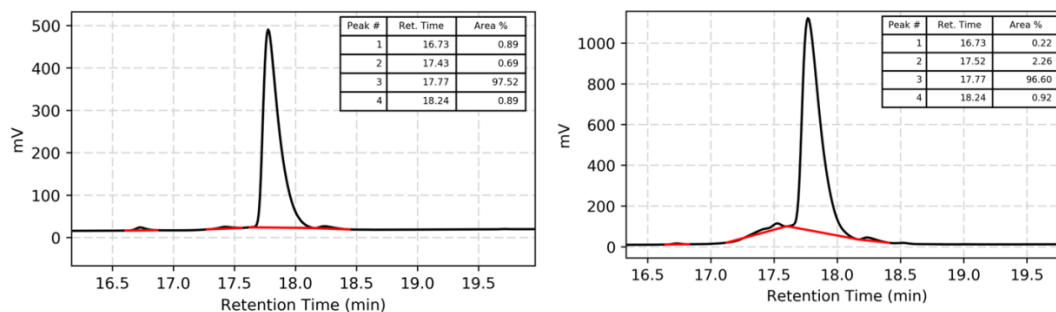 Peak # Ret. Time Area %
1 16.73 0.89
2 17.43 0.69
3 17.77 97.52
4 18.24 0.89
500
400
300
200
100
0
mV
16.5 17.0 17.5 18.0 18.5 19.0 19.5
Retention Time (min)
Peak # Ret. Time Area %
1 16.73 0.22
2 17.52 2.26
3 17.77 96.60
4 18.24 0.92
1000
800
600
400
200
0
mV
16.5 17.0 17.5 18.0 18.5 19.0 19.5
Retention Time (min)